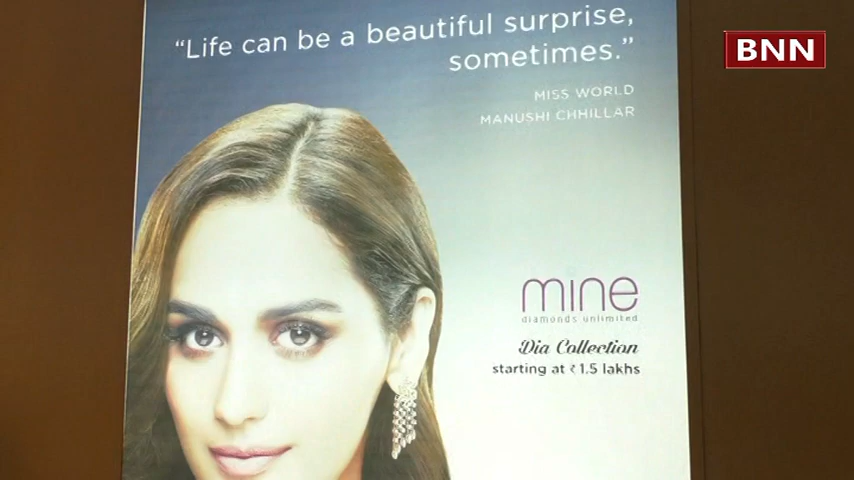 BNN
“Life can be a beautiful surprise,
sometimes.”
MISS WORLD
MANUSHI CHHILLAR
mine
diamonds unlimited
Dia Collection
starting at ₹1.5 lakhs